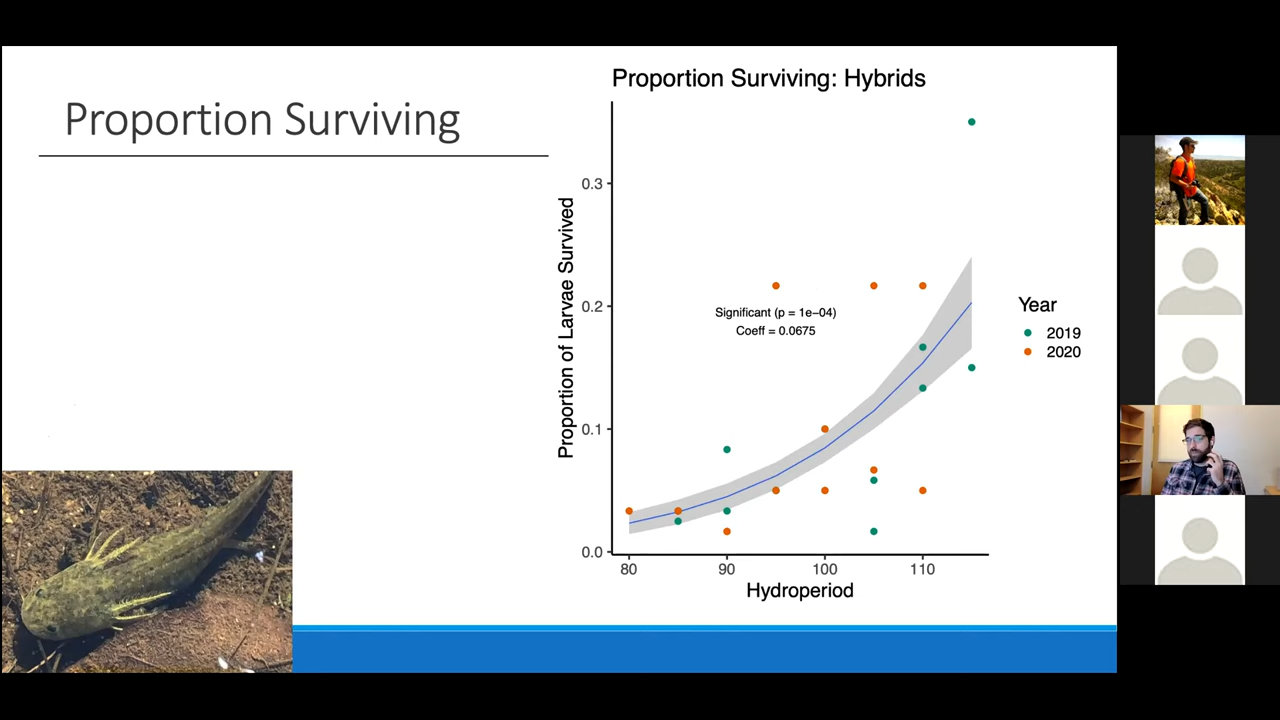 Proportion Surviving
Proportion Surviving: Hybrids
Proportion of Larvae Survived
0.3
0.2
0.1
0.0
Significant (p = 1e−04)
Coeff = 0.0675
80
90
100
110
Hydroperiod
Year
2019
2020